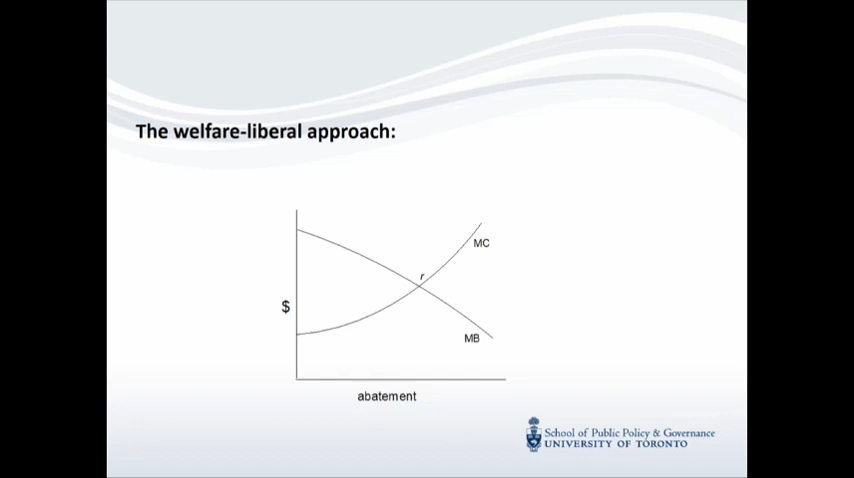 The welfare-liberal approach:
MC
r
$
MB
abatement
School of Public Policy & Governance
UNIVERSITY OF TORONTO